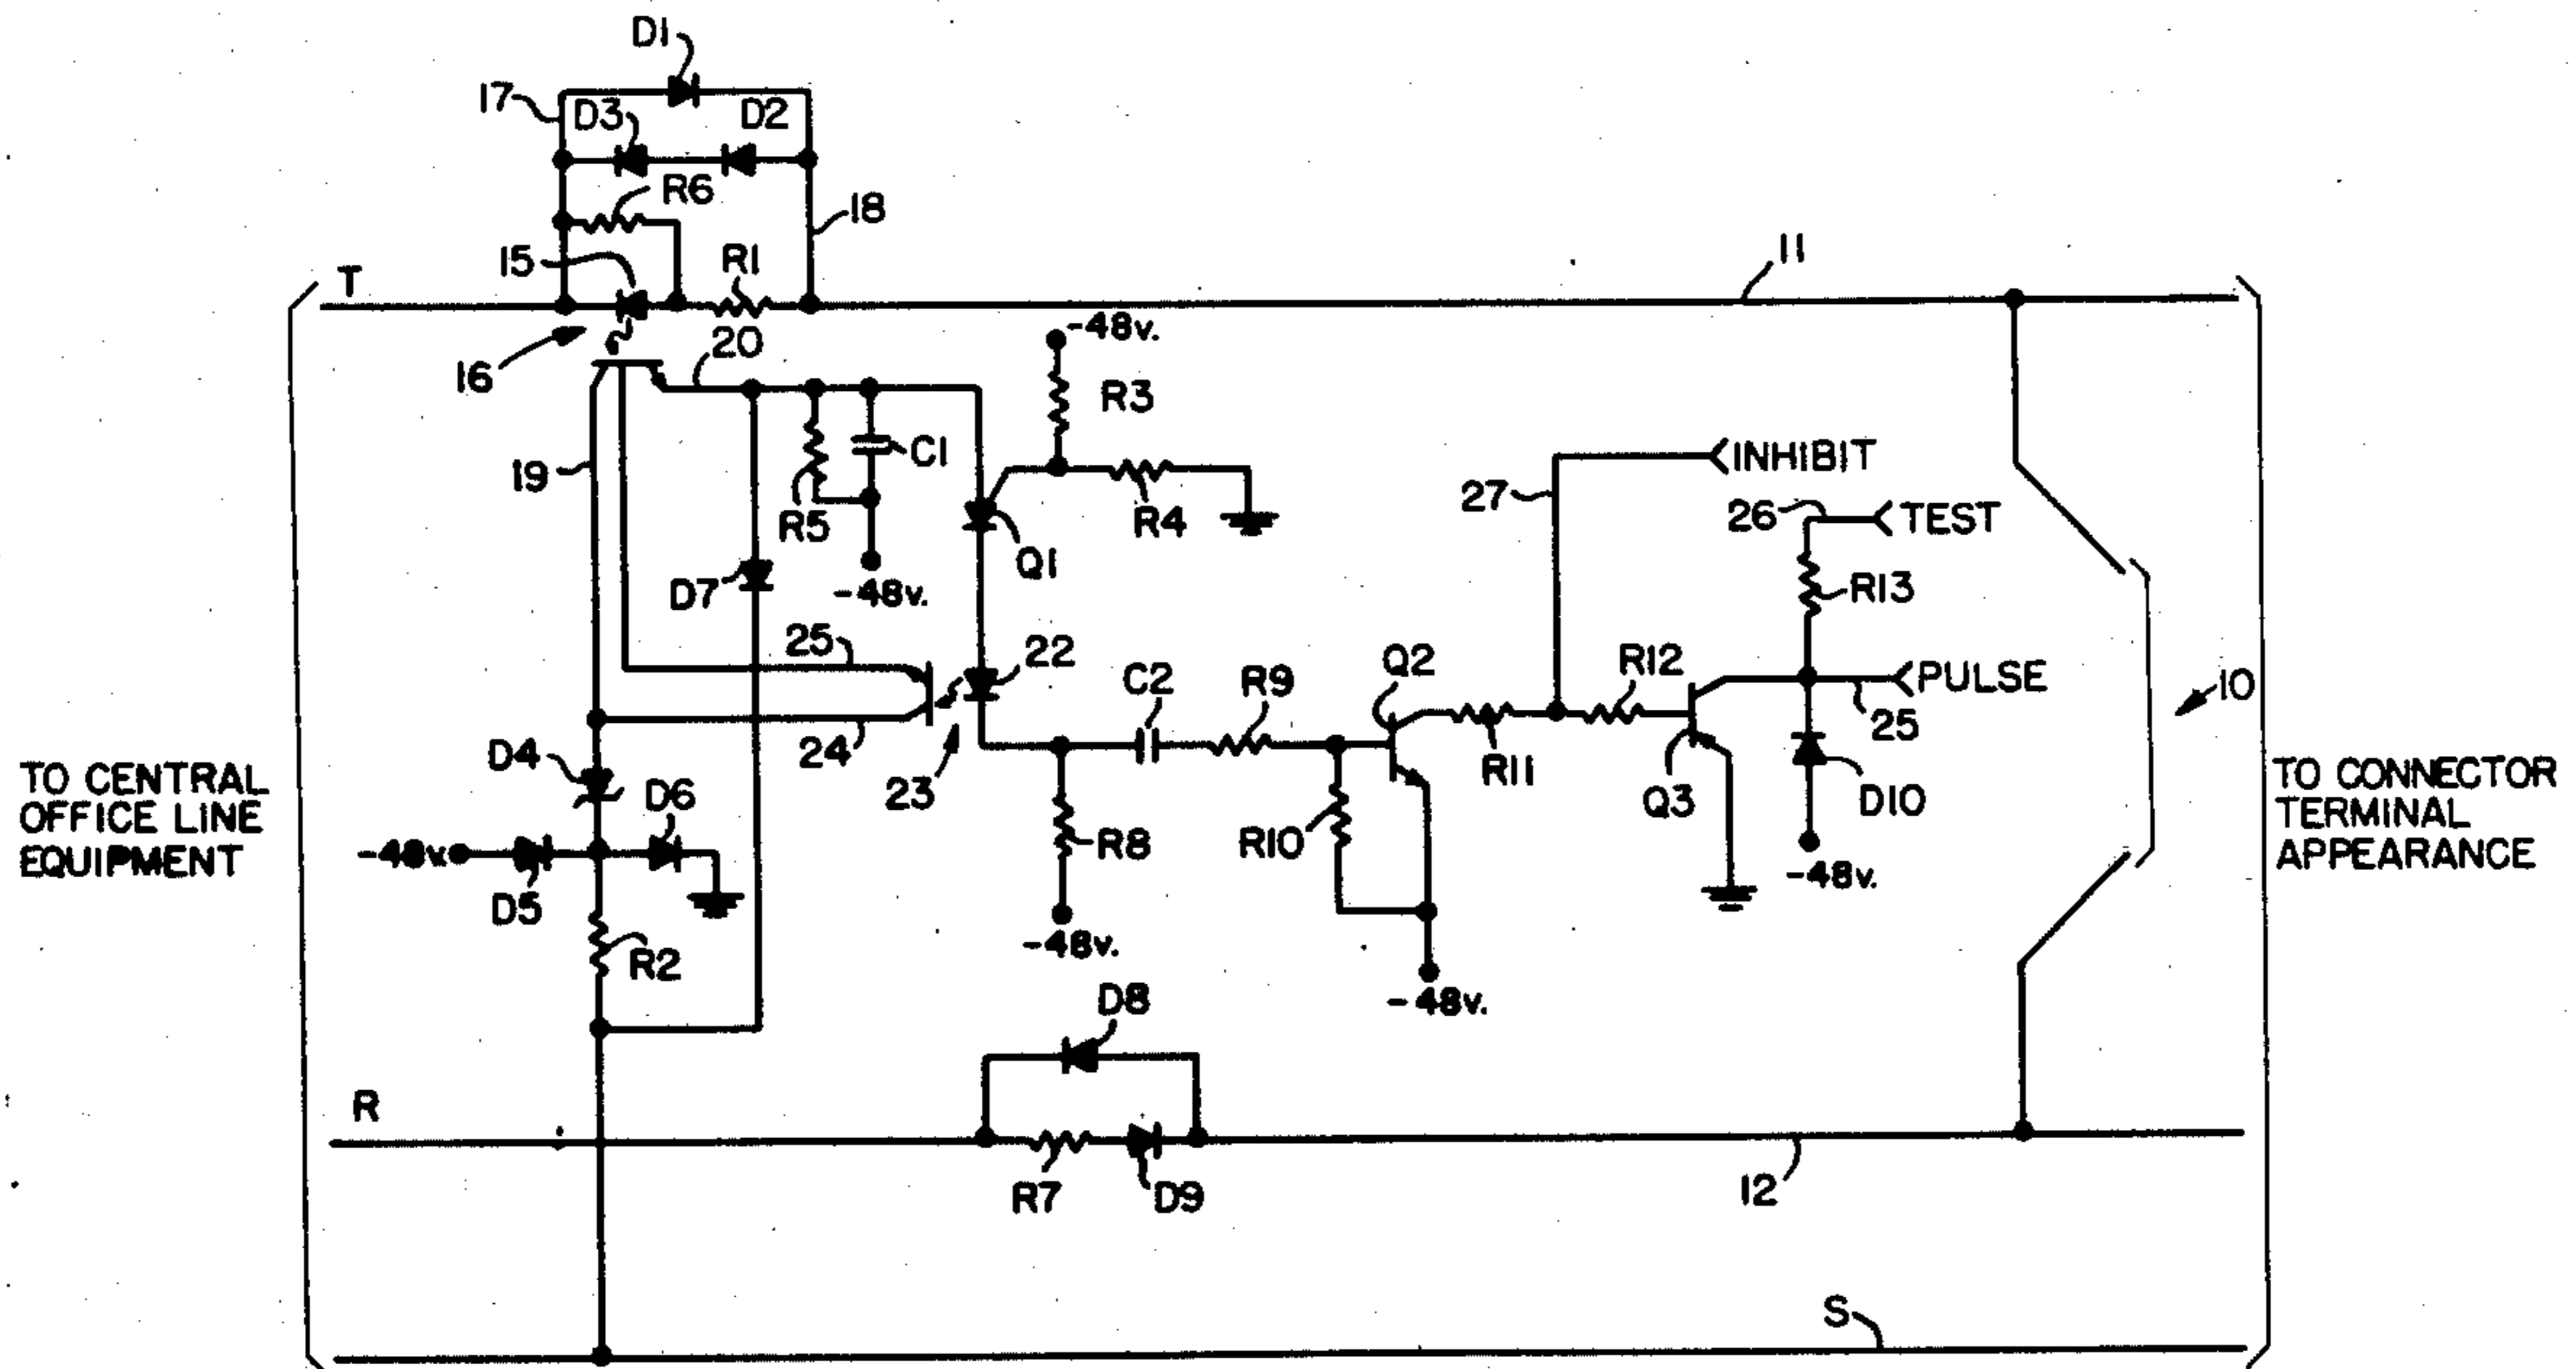 D1
17
D3
D2
R6
18
15
R1
11
T
-48v.
16
20
R3
19
C1
INHIBIT
27
26
TEST
R5
R4
Q1
R13
D7
-48v.
25
22
Q2
R12
PULSE
C2
R9
10
24
25
D4
23
R11
D6
Q3
D10
TO CENTRAL
OFFICE LINE
EQUIPMENT
TO CONNECTOR
TERMINAL
APPEARANCE
-48v.
R8
R10
-48v.
D5
R2
-48v.
-48v.
D8
R
R7
D9
12
S